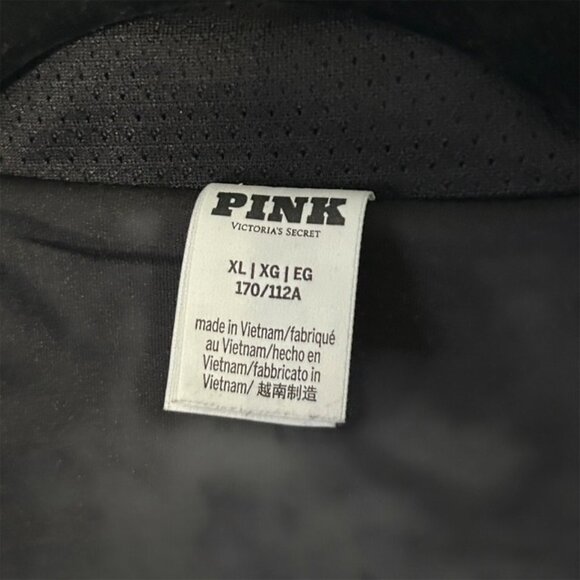 PINK
VICTORIA'S SECRET
XL | XG | EG
170/112A
made in Vietnam/fabriqué
au Vietnam/hecho en
Vietnam/fabbricato in
Vietnam/ 越南制造